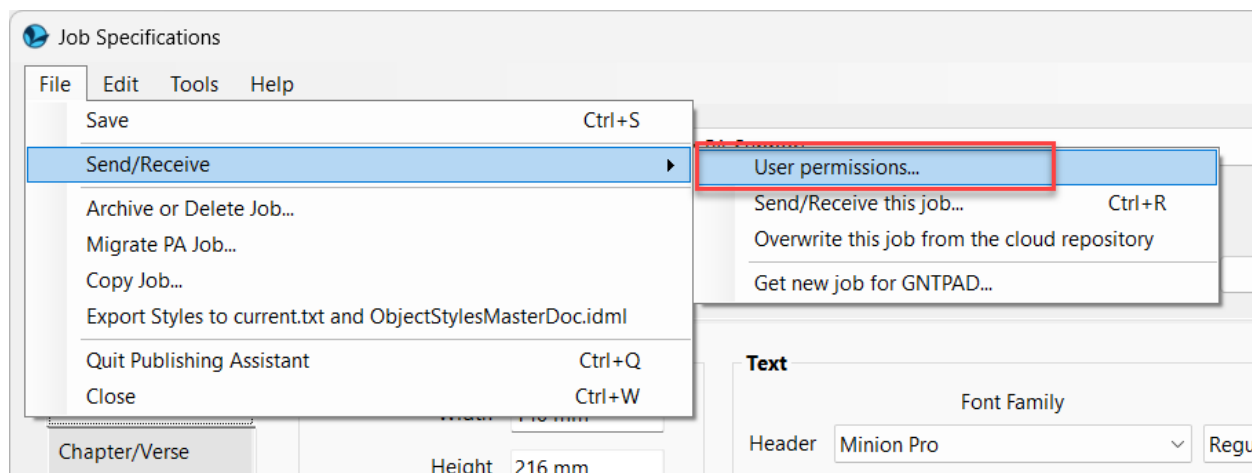 Job Specifications
File Edit Tools Help
Save Ctrl+S
Send/Receive
User permissions...
Archive or Delete Job...
Send/Receive this job... Ctrl+R
Migrate PA Job...
Overwrite this job from the cloud repository
Copy Job...
Get new job for GNTPAD...
Export Styles to current.txt and ObjectStylesMasterDoc.idml
Quit Publishing Assistant Ctrl+Q
Text
Close Ctrl+W
Font Family
Chapter/Verse
Header Minion Pro
Height 216 mm